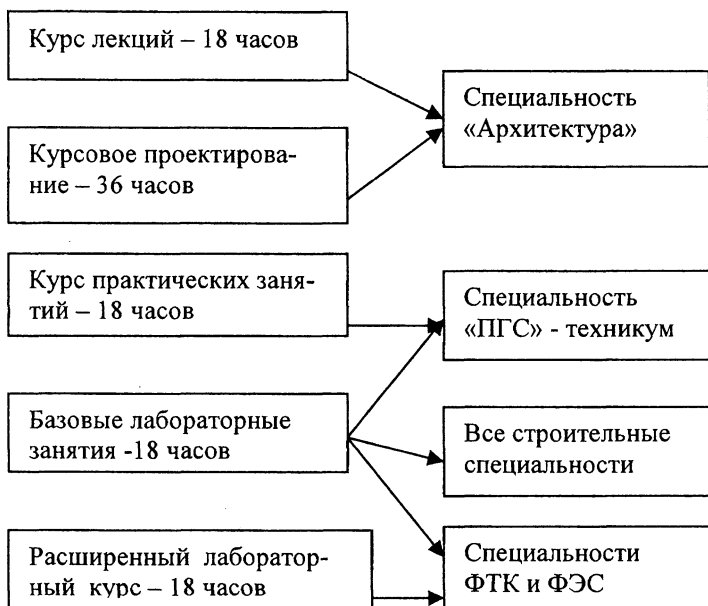 Курс лекций – 18 часов
Специальность
«Архитектура»
Курсовое проектирова-
ние – 36 часов
Курс практических заня-
тий – 18 часов
Специальность
«ПГС» - техникум
Базовые лабораторные
занятия -18 часов
Все строительные
специальности
Расширенный лаборатор-
ный курс – 18 часов
Специальности
ФТК и ФЭС